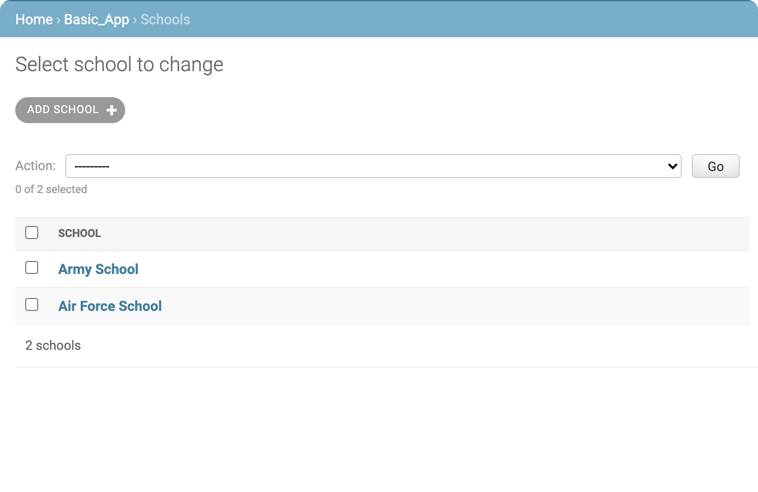 Home › Basic_App › Schools
Select school to change
ADD SCHOOL +
Action: --------- Go
0 of 2 selected
SCHOOL
Army School
Air Force School
2 schools